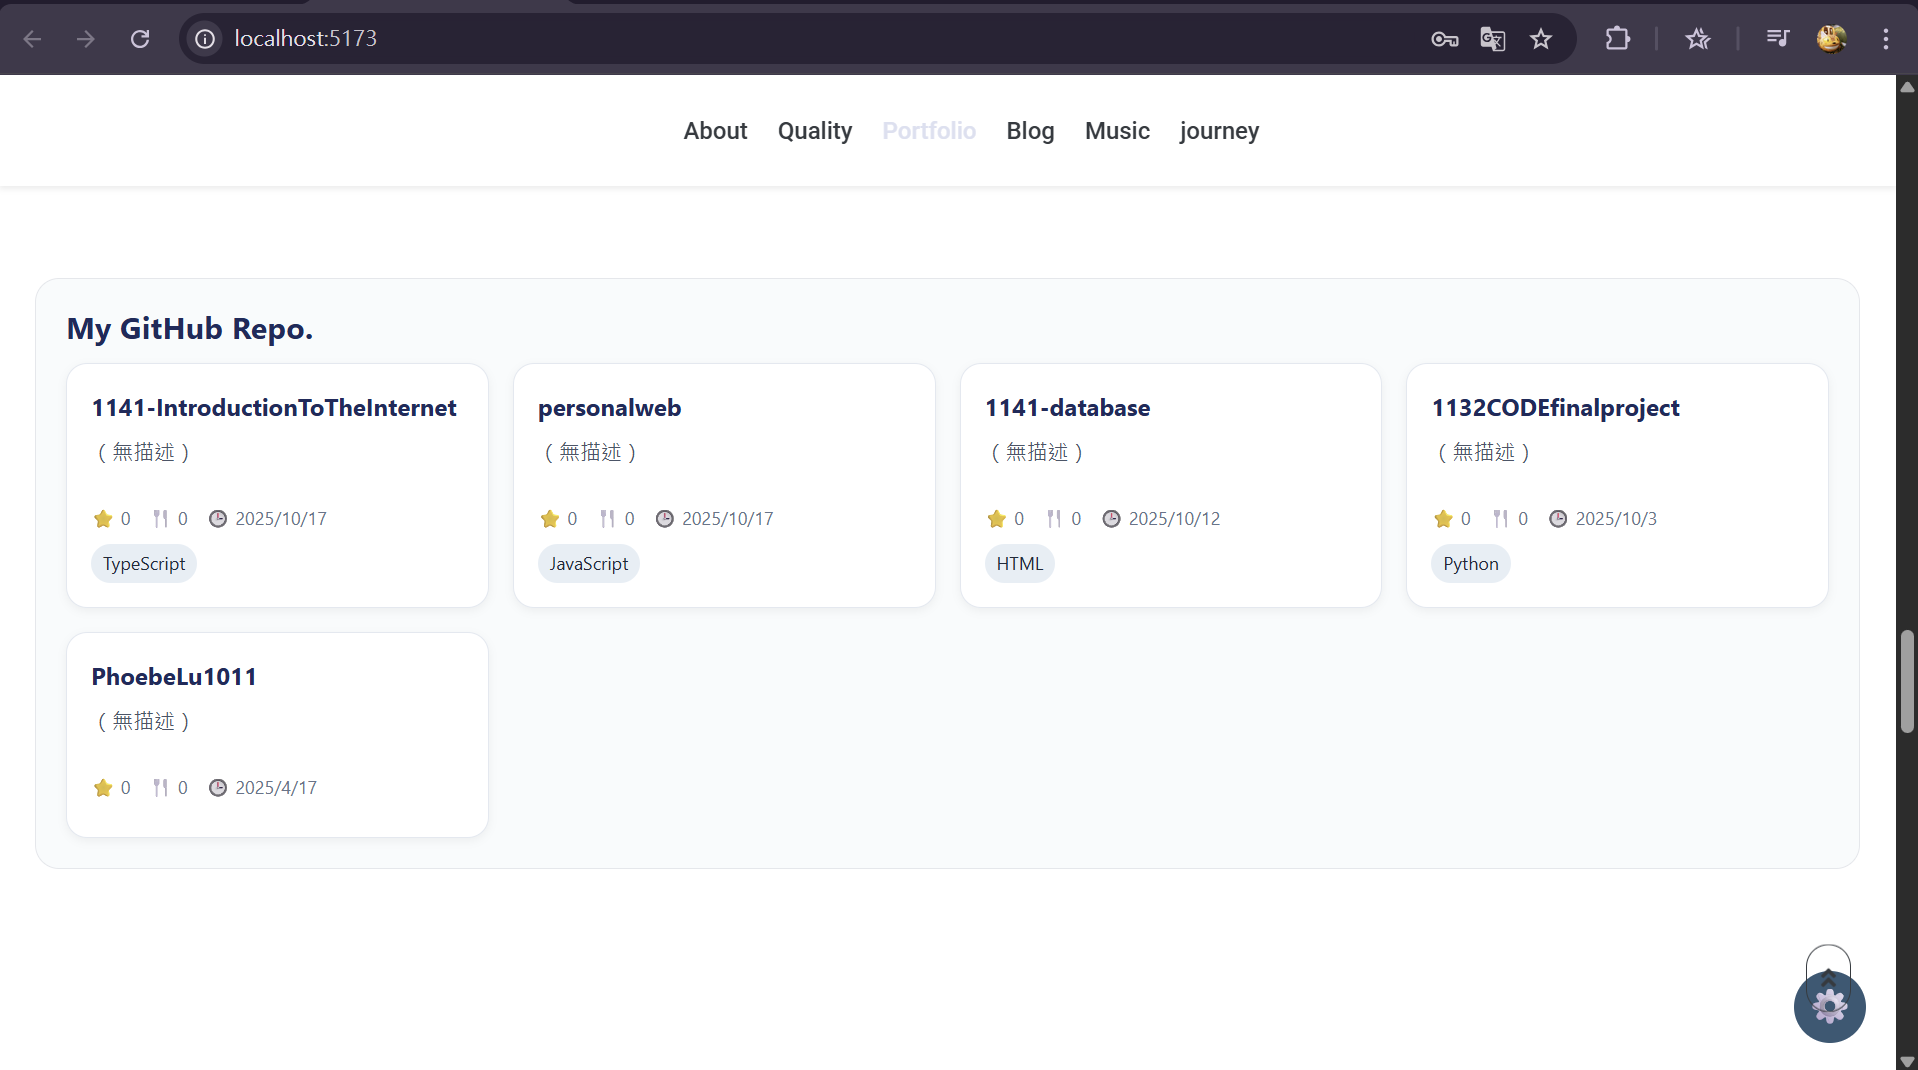 localhost:5173
About Quality Portfolio Blog Music journey
My GitHub Repo.
1141-IntroductionToTheInternet
（無描述）
0 0 2025/10/17
TypeScript
personalweb
（無描述）
0 0 2025/10/17
JavaScript
1141-database
（無描述）
0 0 2025/10/12
HTML
1132CODEfinalproject
（無描述）
0 0 2025/10/3
Python
PhoebeLu1011
（無描述）
0 0 2025/4/17